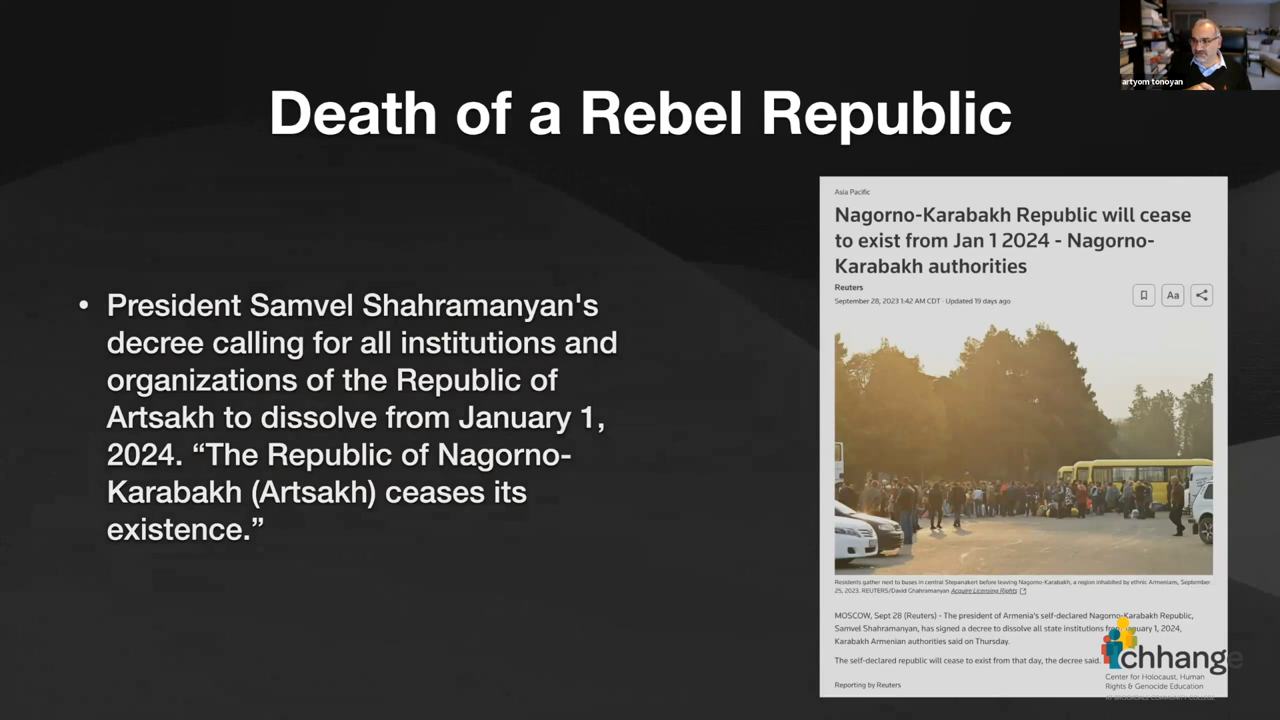 artyom tonoyan
Death of a Rebel Republic
• President Samvel Shahramanyan's
decree calling for all institutions and
organizations of the Republic of
Artsakh to dissolve from January 1,
2024. “The Republic of Nagorno-
Karabakh (Artsakh) ceases its
existence.”
Asia Pacific
Nagorno-Karabakh Republic will cease
to exist from Jan 1 2024 - Nagorno-
Karabakh authorities
Reuters
September 28, 2023 1:42 AM CDT · Updated 19 days ago
Aa
Residents gather next to buses in central Stepanakert before leaving Nagorno-Karabakh, a region inhabited by ethnic Armenians, September
25, 2023. REUTERS/David Ghahramanyan Acquire Licensing Rights
MOSCOW, Sept 28 (Reuters) - The president of Armenia's self-declared Nagorno-Karabakh Republic,
Samvel Shahramanyan, has signed a decree to dissolve all state institutions from January 1, 2024,
Karabakh Armenian authorities said on Thursday.
The self-declared republic will cease to exist from that day, the decree said.
Reporting by Reuters
chhange
Center for Holocaust, Human
Rights & Genocide Education
AT BROOKDALE COMMUNITY COLLEGE